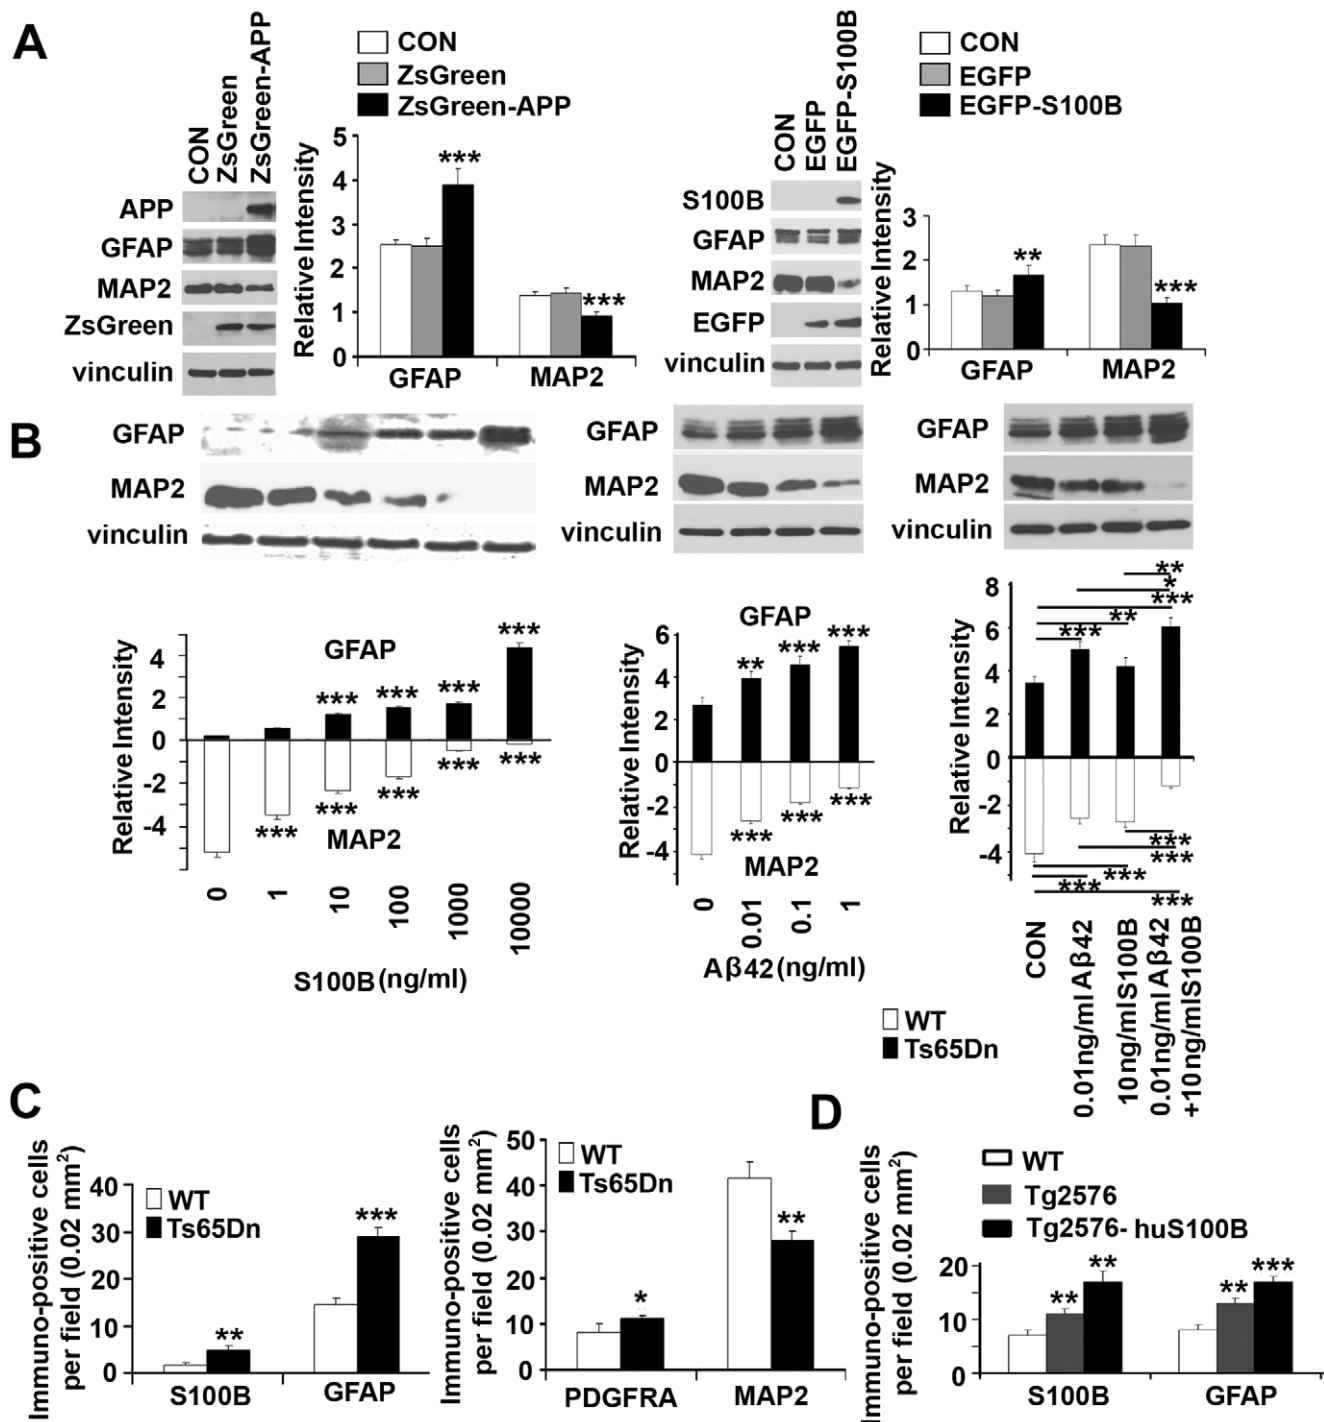 A
CON
ZsGreen
ZsGreen-APP
APP
GFAP
MAP2
ZsGreen
vinculin
CON
ZsGreen
ZsGreen-APP
Relative Intensity
5
4
3
2
1
0
***
***
GFAP
MAP2
CON
EGFP
EGFP-S100B
S100B
GFAP
MAP2
EGFP
vinculin
CON
EGFP
EGFP-S100B
Relative Intensity
3
2
1
0
**
***
GFAP
MAP2
B
GFAP
MAP2
vinculin
Relative Intensity
4
2
0
-2
-4
GFAP
*** *** *** ***
*** *** *** *** ***
MAP2
0
1
10
100
1000
10000
S100B (ng/ml)
GFAP
MAP2
vinculin
Relative Intensity
6
4
2
0
-2
-4
GFAP
** *** ***
*** *** ***
MAP2
0
0.01
0.1
1
Aβ42 (ng/ml)
GFAP
MAP2
vinculin
Relative Intensity
8
6
4
2
0
-2
-4
**
*
***
**
***
***
***
***
***
***
CON
0.01ng/ml Aβ42
10ng/mlS100B
0.01ng/ml Aβ42
+10ng/mlS100B
WT
Ts65Dn
C
Immuno-positive cells
per field (0.02 mm²)
40
30
20
10
0
WT
Ts65Dn
**
***
S100B
GFAP
Immuno-positive cells
per field (0.02 mm²)
50
40
30
20
10
0
WT
Ts65Dn
*
**
PDGFRA
MAP2
D
Immuno-positive cells
per field (0.02 mm²)
WT
Tg2576
Tg2576- huS100B
20
10
0
** **
** ***
S100B
GFAP